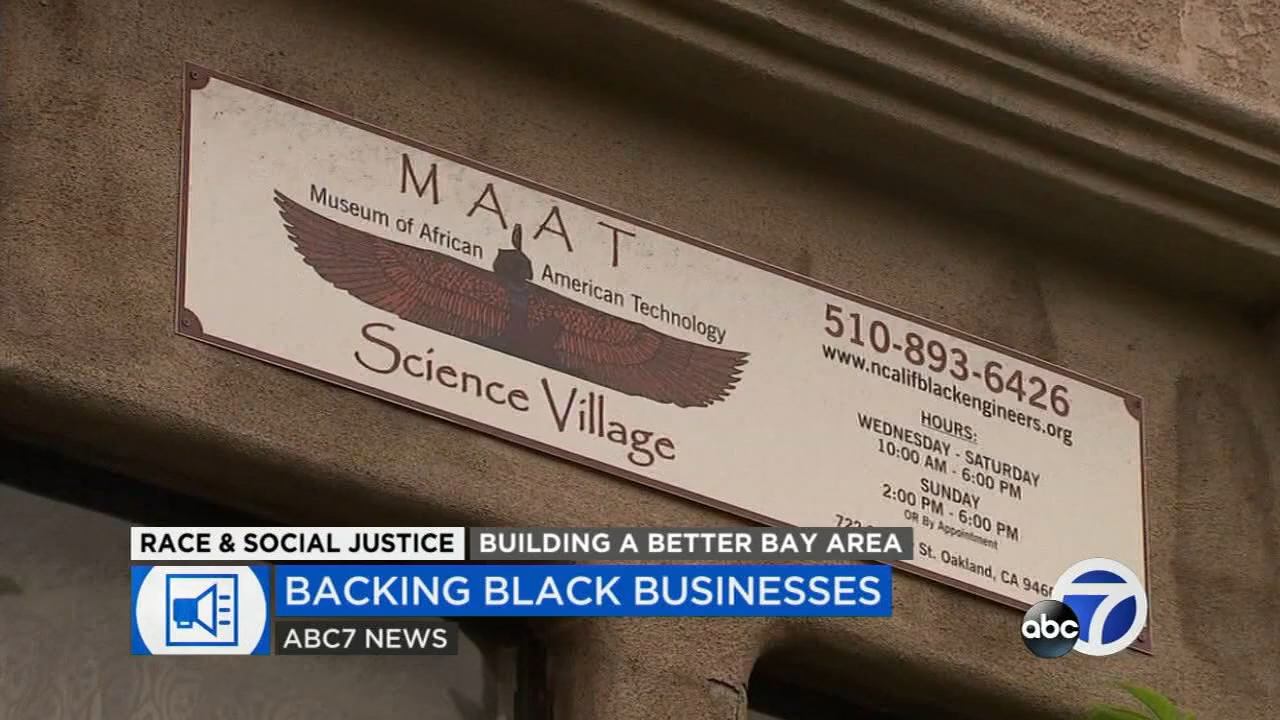 MAAT
Museum of African
American Technology
Science Village
510-893-6426
www.ncalifblackengineers.org
HOURS:
WEDNESDAY - SATURDAY
10:00 AM - 6:00 PM
SUNDAY
2:00 PM - 6:00 PM
OR By Appointment
St. Oakland, CA
RACE & SOCIAL JUSTICE
BUILDING A BETTER BAY AREA
BACKING BLACK BUSINESSES
ABC7 NEWS
abc 7